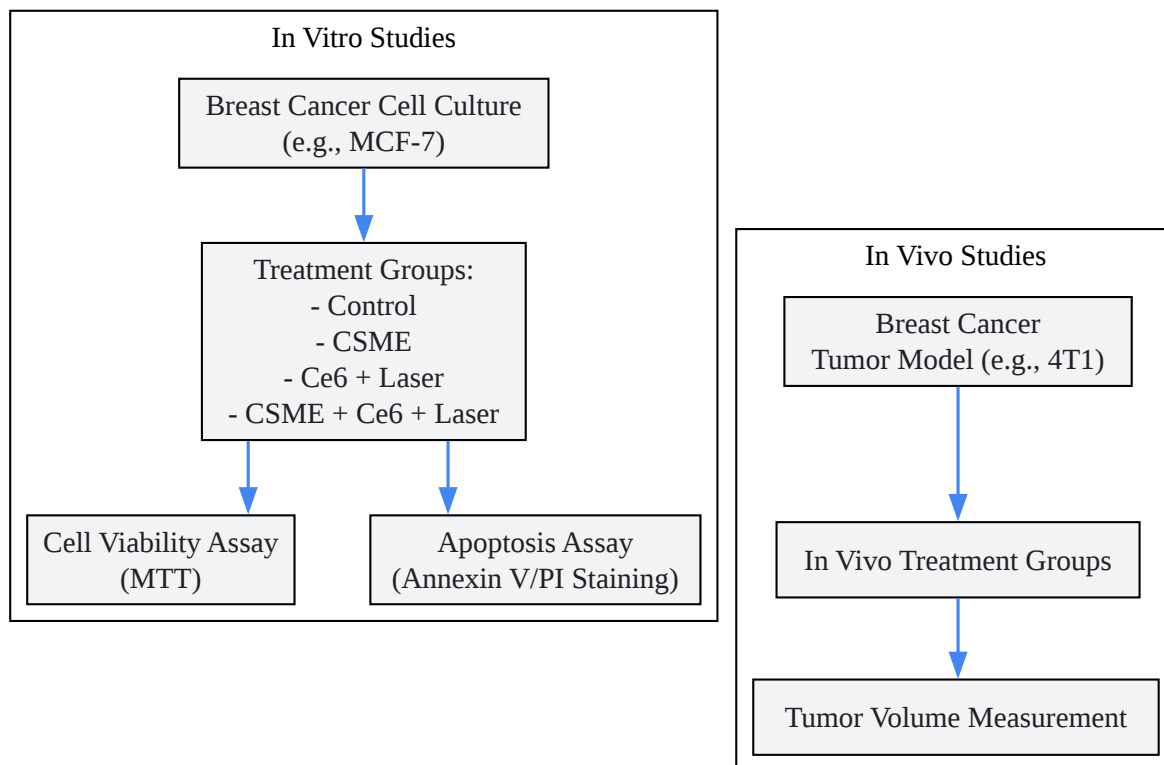 In Vitro Studies
Breast Cancer Cell Culture
(e.g., MCF-7)
Treatment Groups:
- Control
- CSME
- Ce6 + Laser
- CSME + Ce6 + Laser
Cell Viability Assay
(MTT)
Apoptosis Assay
(Annexin V/PI Staining)
In Vivo Studies
Breast Cancer
Tumor Model (e.g., 4T1)
In Vivo Treatment Groups
Tumor Volume Measurement